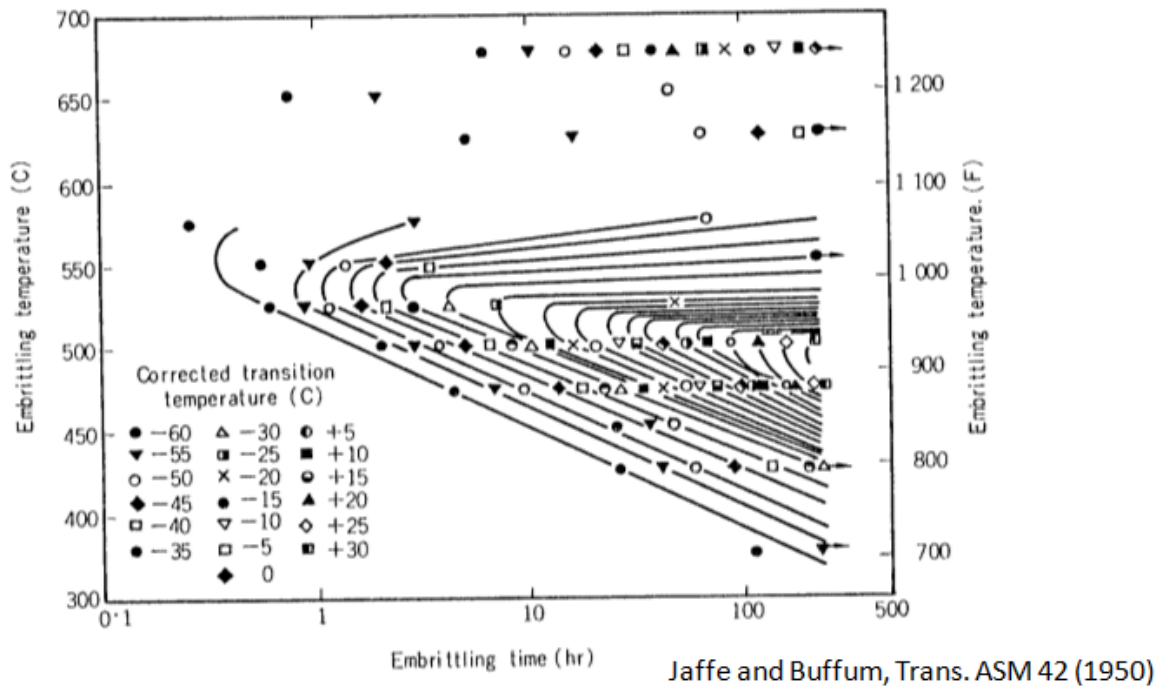 700
650
600
550
500
450
400
350
300
Embrittling temperature (C)
0·1
1
10
100
500
Embrittling time (hr)
1 200
1 100
1 000
900
800
700
Embrittling temperature. (F)
Corrected transition
temperature (C)
−60 −30 +5
−55 −25 +10
−50 −20 +15
−45 −15 +20
−40 −10 +25
−35 −5 +30
0
Jaffe and Buffum, Trans. ASM 42 (1950)